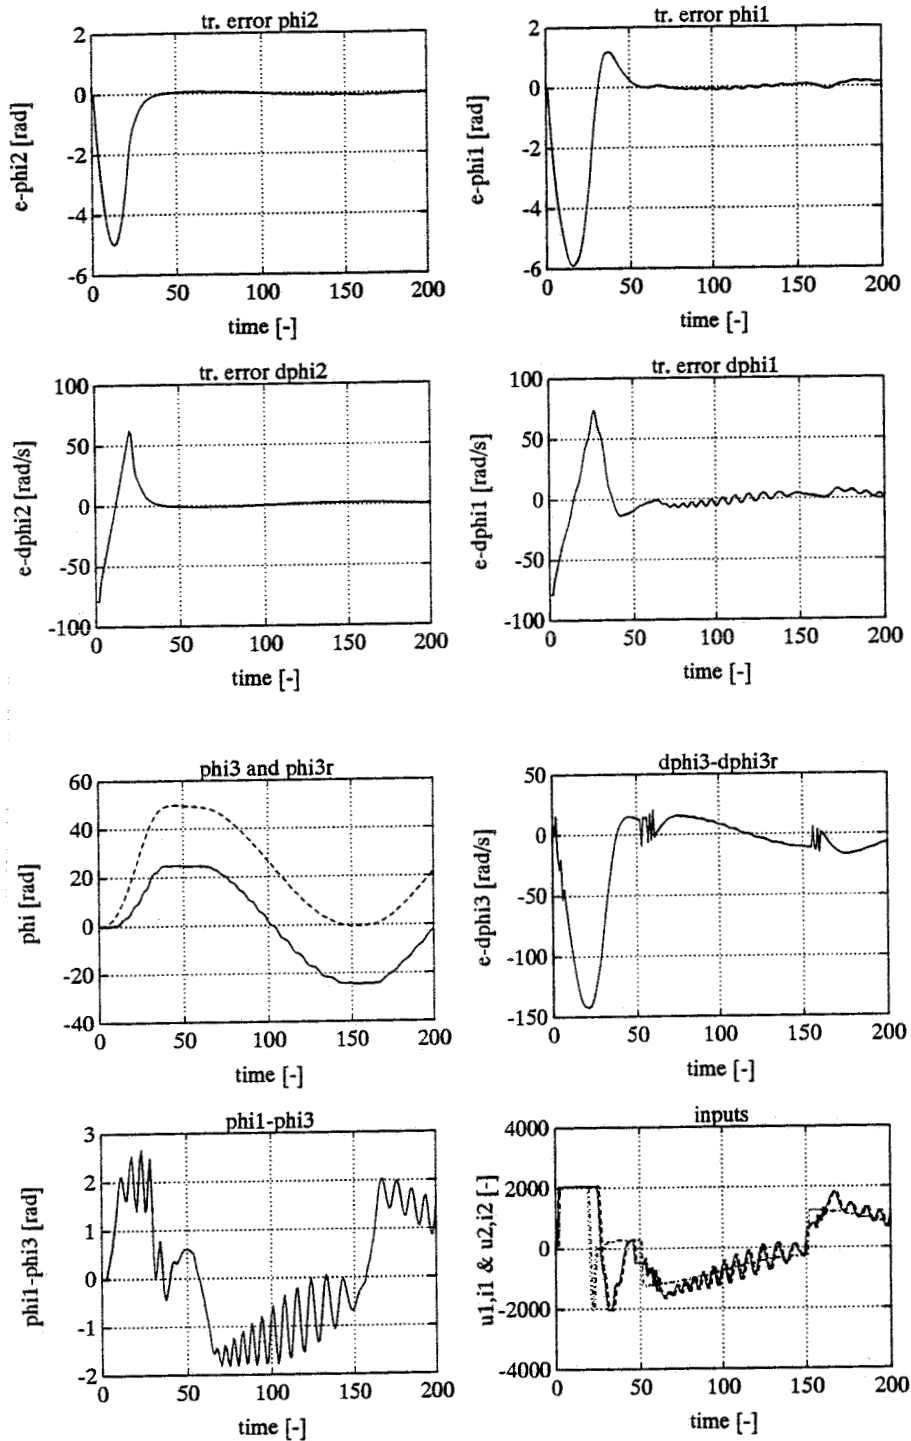 tr. error phi2
2
0
-2
-4
-6
e-phi2 [rad]
0 50 100 150 200
time [-]
tr. error phi1
2
0
-2
-4
-6
e-phi1 [rad]
0 50 100 150 200
time [-]
tr. error dphi2
100
50
0
-50
-100
e-dphi2 [rad/s]
0 50 100 150 200
time [-]
tr. error dphi1
100
50
0
-50
-100
e-dphi1 [rad/s]
0 50 100 150 200
time [-]
phi3 and phi3r
60
40
20
0
-20
-40
phi [rad]
0 50 100 150 200
time [-]
dphi3-dphi3r
50
0
-50
-100
-150
e-dphi3 [rad/s]
0 50 100 150 200
time [-]
phi1-phi3
3
2
1
0
-1
-2
phi1-phi3 [rad]
0 50 100 150 200
time [-]
inputs
4000
2000
0
-2000
-4000
u1,i1 & u2,i2 [-]
0 50 100 150 200
time [-]